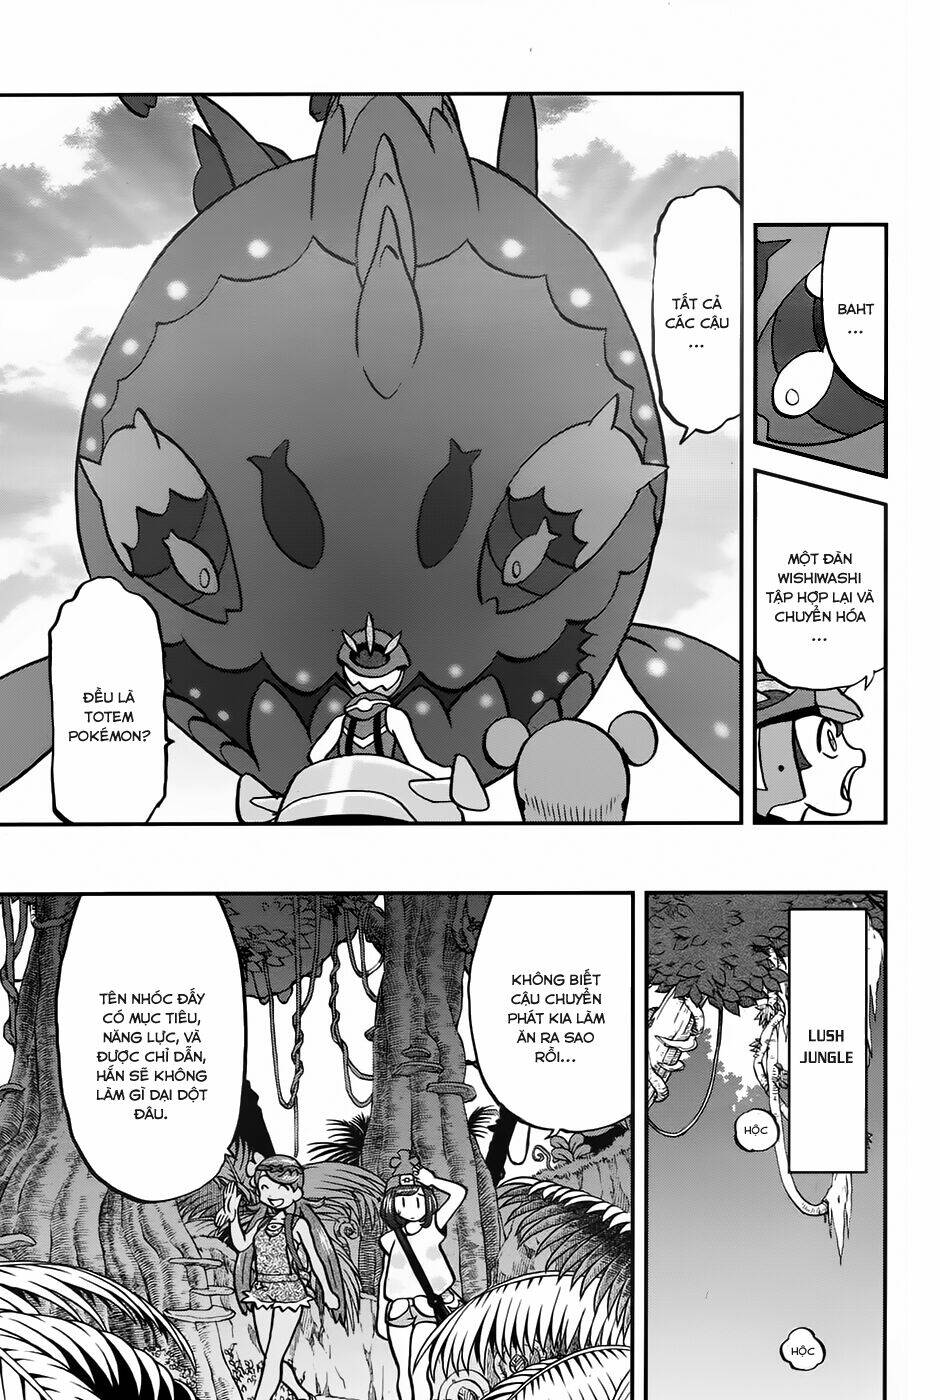 BAHT
...
MỘT ĐÀN
WISHIWASHI
TẬP HỢP LẠI VÀ
CHUYỂN HÓA
...
TẤT CẢ
CÁC CẬU
...
ĐỀU LÀ
TOTEM
POKÉMON?
LUSH
JUNGLE
HỘC
HỘC
KHÔNG BIẾT
CẬU CHUYỂN
PHÁT KIA LÀM
ĂN RA SAO
RỒI...
TÊN NHÓC ĐẤY
CÓ MỤC TIÊU,
NĂNG LỰC, VÀ
ĐƯỢC CHỈ DẪN,
HẮN SẼ KHÔNG
LÀM GÌ DẠI DỘT
ĐÂU.